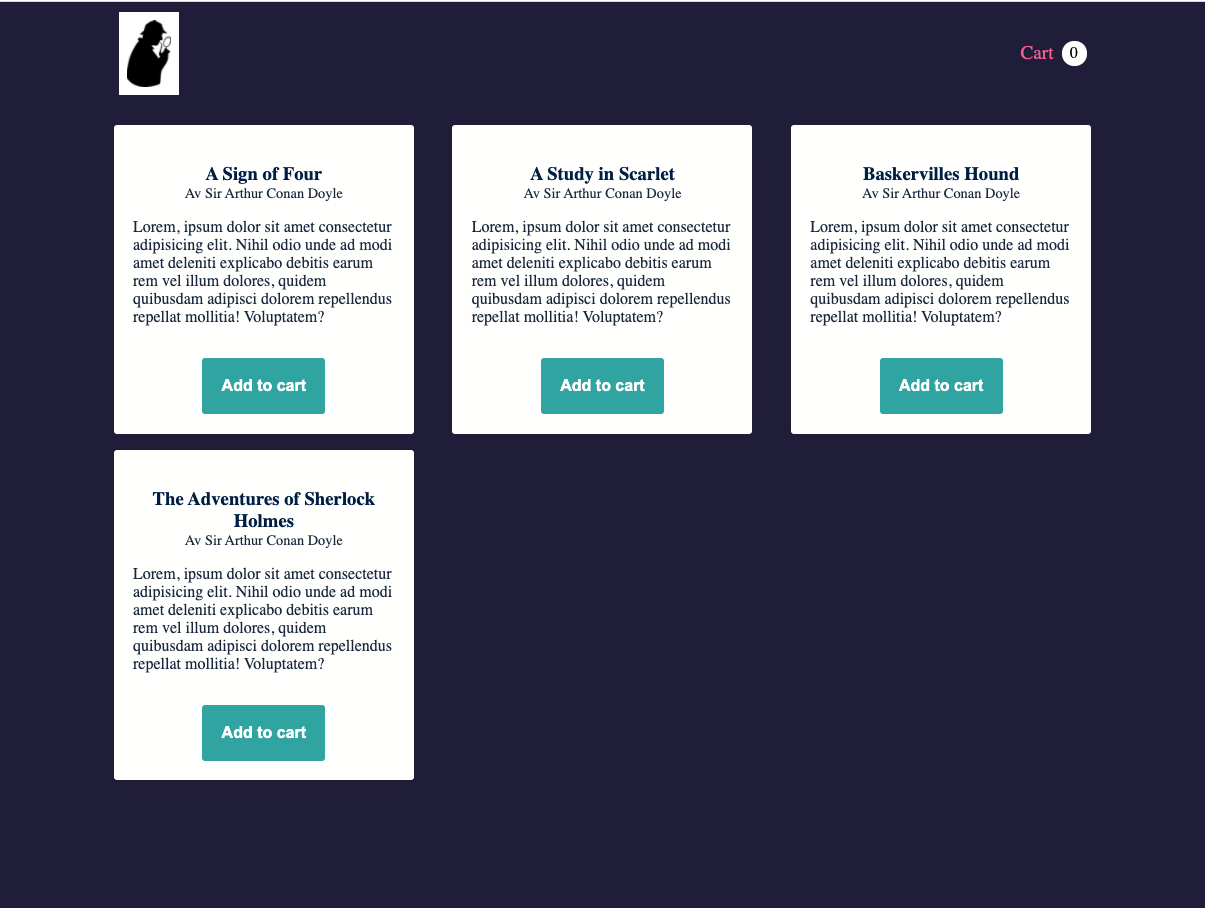 Cart 0
A Sign of Four
Av Sir Arthur Conan Doyle
Lorem, ipsum dolor sit amet consectetur
adipisicing elit. Nihil odio unde ad modi
amet deleniti explicabo debitis earum
rem vel illum dolores, quidem
quibusdam adipisci dolorem repellendus
repellat mollitia! Voluptatem?
Add to cart
A Study in Scarlet
Av Sir Arthur Conan Doyle
Lorem, ipsum dolor sit amet consectetur
adipisicing elit. Nihil odio unde ad modi
amet deleniti explicabo debitis earum
rem vel illum dolores, quidem
quibusdam adipisci dolorem repellendus
repellat mollitia! Voluptatem?
Add to cart
Baskervilles Hound
Av Sir Arthur Conan Doyle
Lorem, ipsum dolor sit amet consectetur
adipisicing elit. Nihil odio unde ad modi
amet deleniti explicabo debitis earum
rem vel illum dolores, quidem
quibusdam adipisci dolorem repellendus
repellat mollitia! Voluptatem?
Add to cart
The Adventures of Sherlock
Holmes
Av Sir Arthur Conan Doyle
Lorem, ipsum dolor sit amet consectetur
adipisicing elit. Nihil odio unde ad modi
amet deleniti explicabo debitis earum
rem vel illum dolores, quidem
quibusdam adipisci dolorem repellendus
repellat mollitia! Voluptatem?
Add to cart